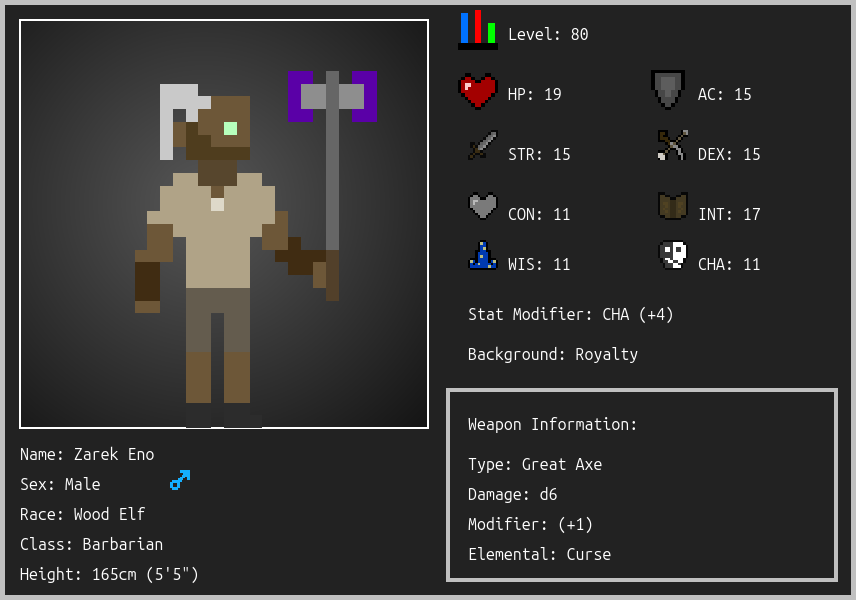 Level: 80
HP: 19
AC: 15
STR: 15
DEX: 15
CON: 11
INT: 17
WIS: 11
CHA: 11
Stat Modifier: CHA (+4)
Background: Royalty
Weapon Information:
Type: Great Axe
Damage: d6
Modifier: (+1)
Elemental: Curse
Name: Zarek Eno
Sex: Male
Race: Wood Elf
Class: Barbarian
Height: 165cm (5'5")